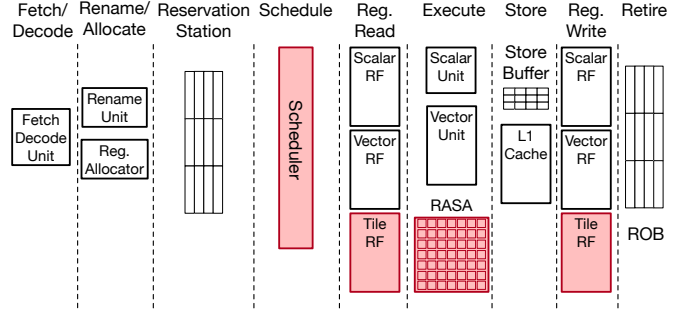 Fetch/
Decode
Rename/
Allocate
Reservation
Station
Schedule
Reg.
Read
Execute
Store
Reg.
Write
Retire
Fetch
Decode
Unit
Rename
Unit
Reg.
Allocator
Scheduler
Scalar
RF
Vector
RF
Tile
RF
Scalar
Unit
Vector
Unit
RASA
Store
Buffer
L1
Cache
Scalar
RF
Vector
RF
Tile
RF
ROB